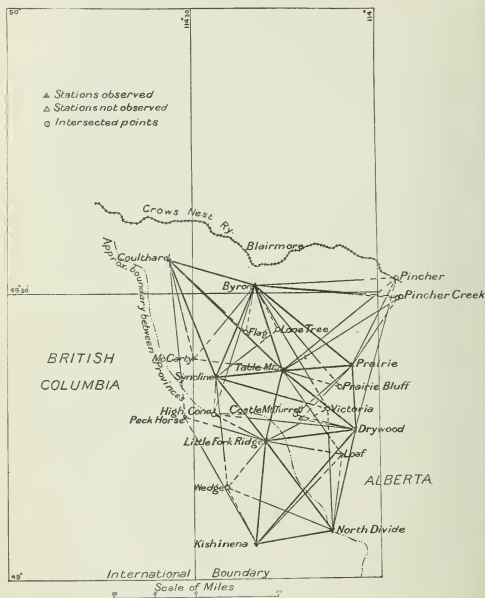 50°
114°30'
114°
Stations observed
Stations not observed
Intersected points
Crows Nest Ry.
Blairmore
Coulthard
Approx. boundary between Provinces
Byron
Pincher
49°30'
Pincher Creek
Flag
Lone Tree
McCarty
Table Mt.
Prairie
BRITISH
COLUMBIA
Syncline
Prairie Bluff
High Cone
Castle Mt. Turret
Victoria
Pack Horse
Drywood
Little Fork Ridge
Loaf
ALBERTA
Wedge
North Divide
Kishinena
International Boundary
49°
Scale of Miles